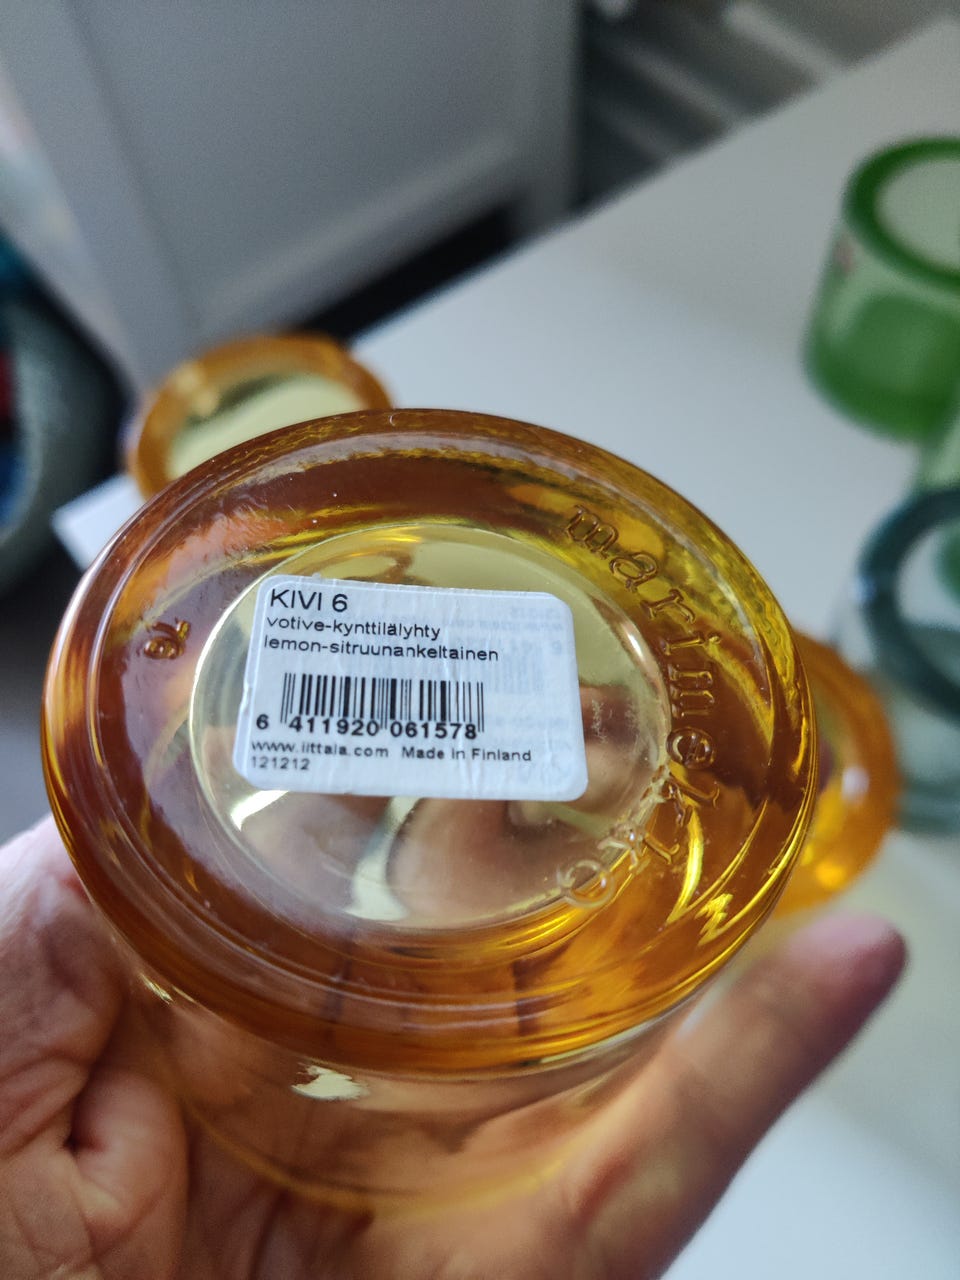 KIVI 6
votive-kynttilälyhty
lemon-sitruunankeltainen
6 411920 061578
www.iittala.com Made in Finland
121212
marimekko